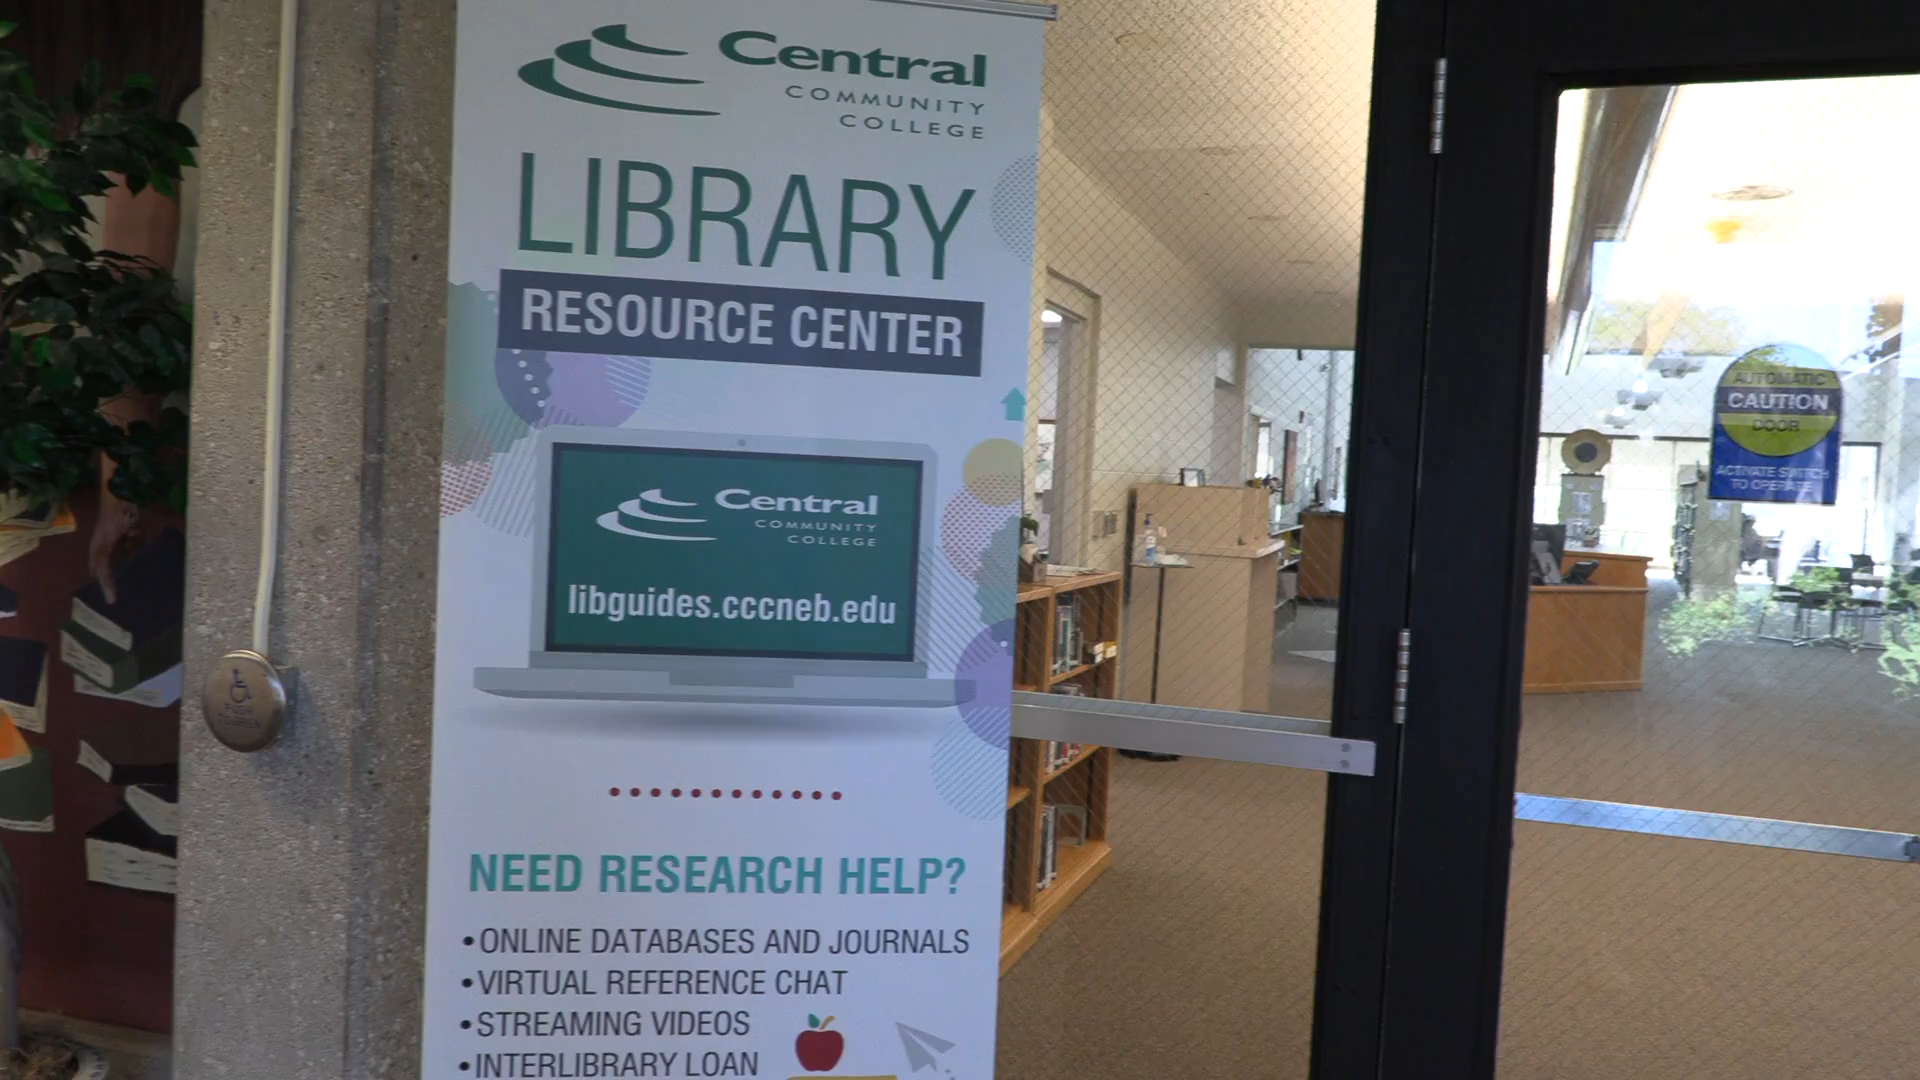 Central
COMMUNITY
COLLEGE
LIBRARY
RESOURCE CENTER
Central
COMMUNITY
COLLEGE
libguides.cccneb.edu
NEED RESEARCH HELP?
•ONLINE DATABASES AND JOURNALS
•VIRTUAL REFERENCE CHAT
•STREAMING VIDEOS
•INTERLIBRARY LOAN
AUTOMATIC
CAUTION
DOOR
ACTIVATE SWITCH
TO OPERATE